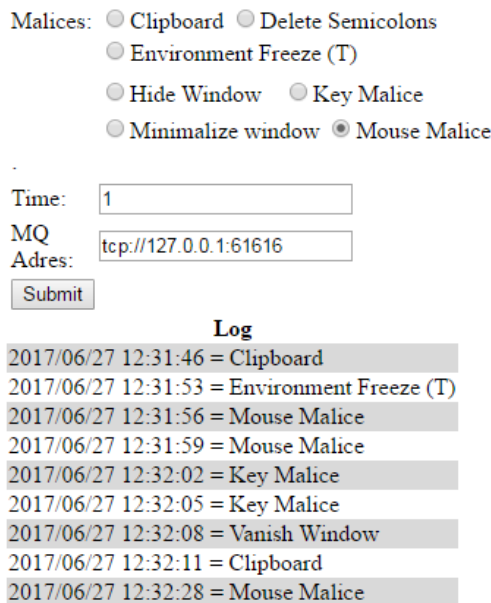 Malices: Clipboard Delete Semicolons
Environment Freeze (T)
Hide Window Key Malice
Minimalize window Mouse Malice
.
Time: 1
MQ
Adres: tcp://127.0.0.1:61616
Submit
Log
2017/06/27 12:31:46 = Clipboard
2017/06/27 12:31:53 = Environment Freeze (T)
2017/06/27 12:31:56 = Mouse Malice
2017/06/27 12:31:59 = Mouse Malice
2017/06/27 12:32:02 = Key Malice
2017/06/27 12:32:05 = Key Malice
2017/06/27 12:32:08 = Vanish Window
2017/06/27 12:32:11 = Clipboard
2017/06/27 12:32:28 = Mouse Malice